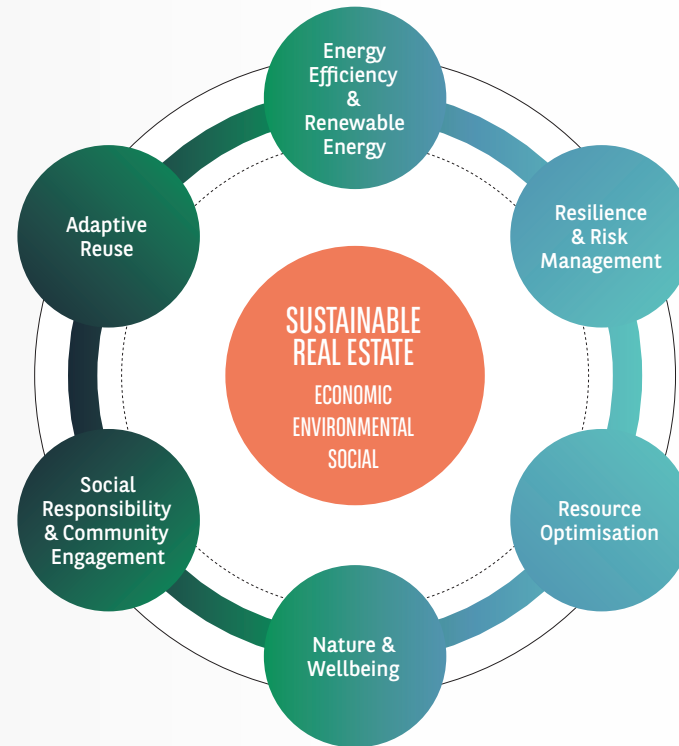 Energy
Efficiency
&
Renewable
Energy
Resilience
& Risk
Management
Resource
Optimisation
Nature &
Wellbeing
Social
Responsibility
& Community
Engagement
Adaptive
Reuse
SUSTAINABLE
REAL ESTATE
ECONOMIC
ENVIRONMENTAL
SOCIAL